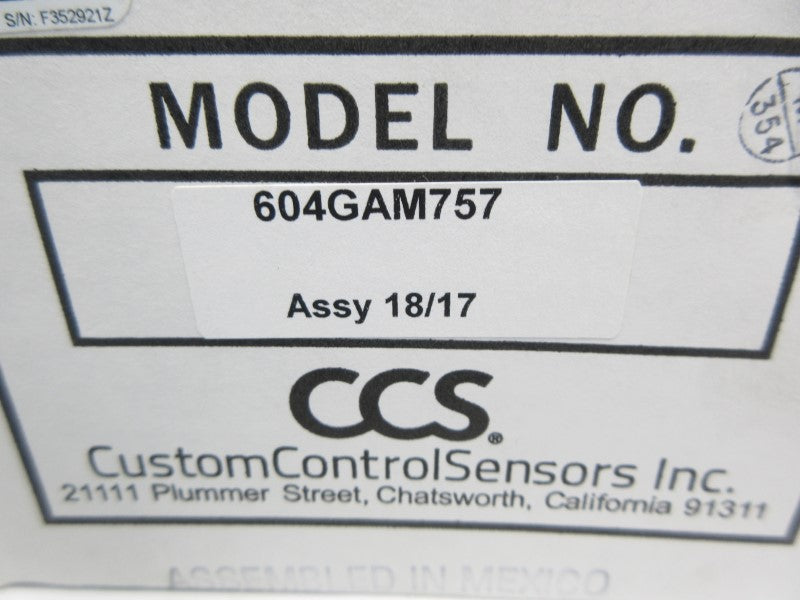 S/N: F352921Z
MODEL NO.
354
604GAM757
Assy 18/17
CCS®
CustomControlSensors Inc.
21111 Plummer Street, Chatsworth, California 91311
ASSEMBLED IN MEXICO